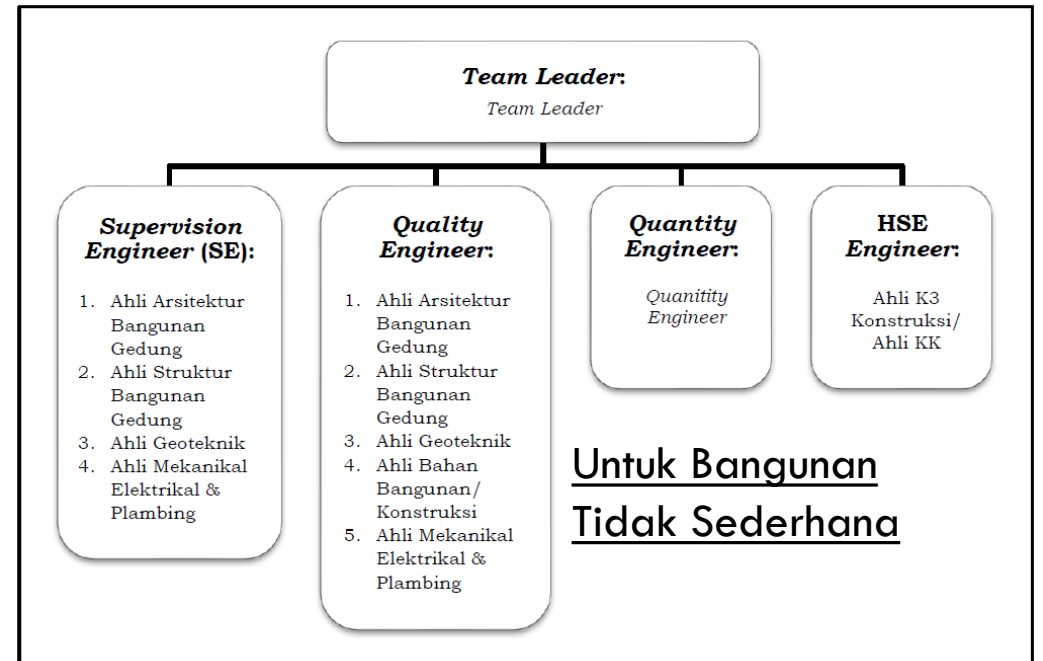 Team Leader:
Team Leader
Supervision
Engineer (SE):
1. Ahli Arsitektur
Bangunan
Gedung
2. Ahli Struktur
Bangunan
Gedung
3. Ahli Geoteknik
4. Ahli Mekanikal
Elektrikal &
Plambing
Quality
Engineer:
1. Ahli Arsitektur
Bangunan
Gedung
2. Ahli Struktur
Bangunan
Gedung
3. Ahli Geoteknik
4. Ahli Bahan
Bangunan/
Konstruksi
5. Ahli Mekanikal
Elektrikal &
Plambing
Quantity
Engineer:
Quanitity
Engineer
HSE
Engineer:
Ahli K3
Konstruksi/
Ahli KK
Untuk Bangunan
Tidak Sederhana